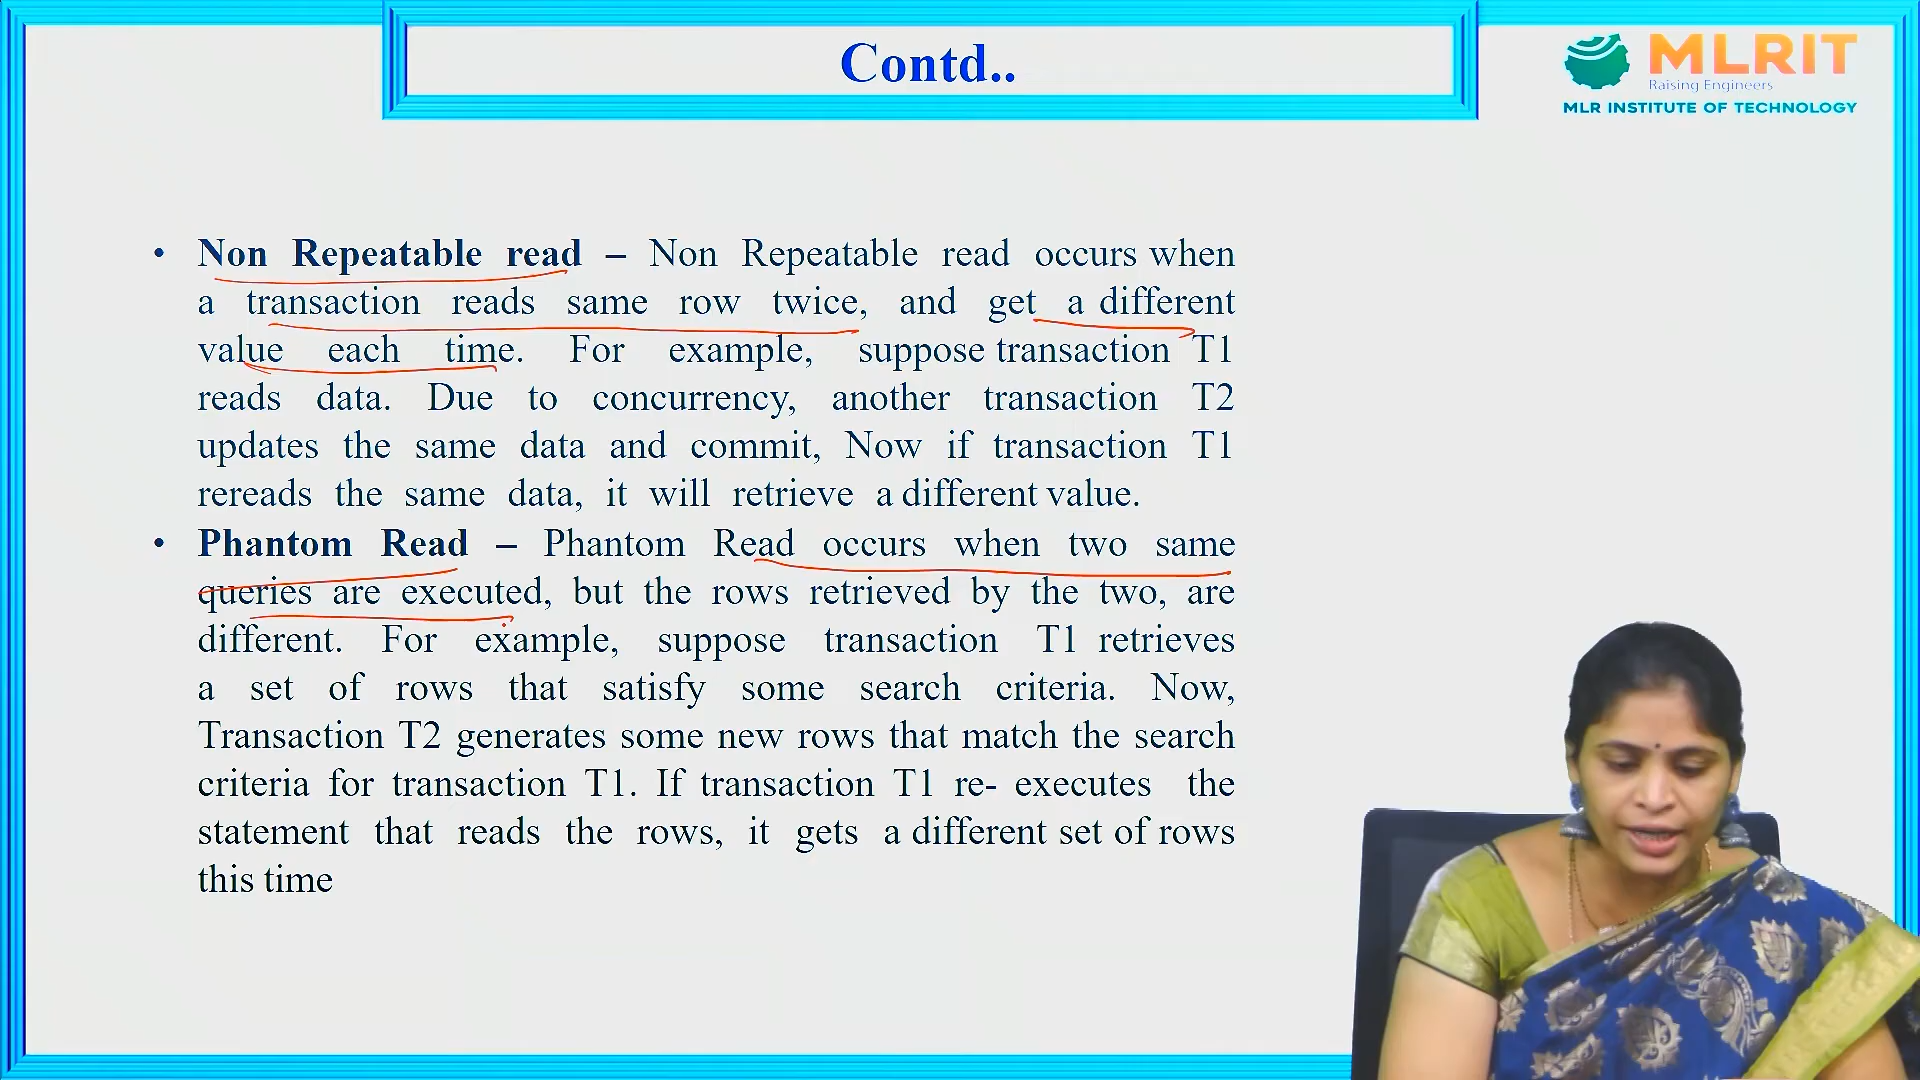 Contd..
MLRIT
Raising Engineers
MLR INSTITUTE OF TECHNOLOGY
• Non Repeatable read – Non Repeatable read occurs when
a transaction reads same row twice, and get a different
value each time. For example, suppose transaction T1
reads data. Due to concurrency, another transaction T2
updates the same data and commit, Now if transaction T1
rereads the same data, it will retrieve a different value.
• Phantom Read – Phantom Read occurs when two same
queries are executed, but the rows retrieved by the two, are
different. For example, suppose transaction T1 retrieves
a set of rows that satisfy some search criteria. Now,
Transaction T2 generates some new rows that match the search
criteria for transaction T1. If transaction T1 re- executes the
statement that reads the rows, it gets a different set of rows
this time